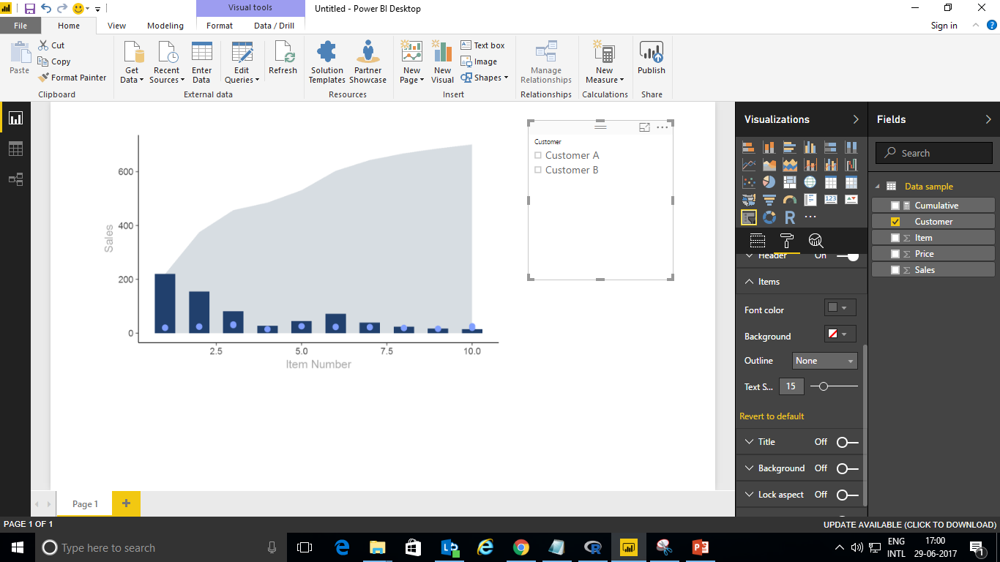 Visual tools
Untitled - Power BI Desktop
File
Home
View
Modeling
Format
Data / Drill
Sign in
?
Paste
Cut
Copy
Format Painter
Clipboard
Get Data
Recent Sources
Enter Data
Edit Queries
Refresh
External data
Solution Templates
Partner Showcase
Resources
New Page
New Visual
Text box
Image
Shapes
Insert
Manage Relationships
Relationships
New Measure
Calculations
Publish
Share
600
400
200
0
Sales
2.5
5.0
7.5
10.0
Item Number
Customer
Customer A
Customer B
Visualizations
123
R
Header
On
Items
Font color
Background
Outline
None
Text S...
15
Revert to default
Title
Off
Background
Off
Lock aspect
Off
Fields
Search
Data sample
Cumulative
Customer
Item
Price
Sales
Page 1
PAGE 1 OF 1
UPDATE AVAILABLE (CLICK TO DOWNLOAD)
Type here to search
ENG
INTL
17:00
29-06-2017
1